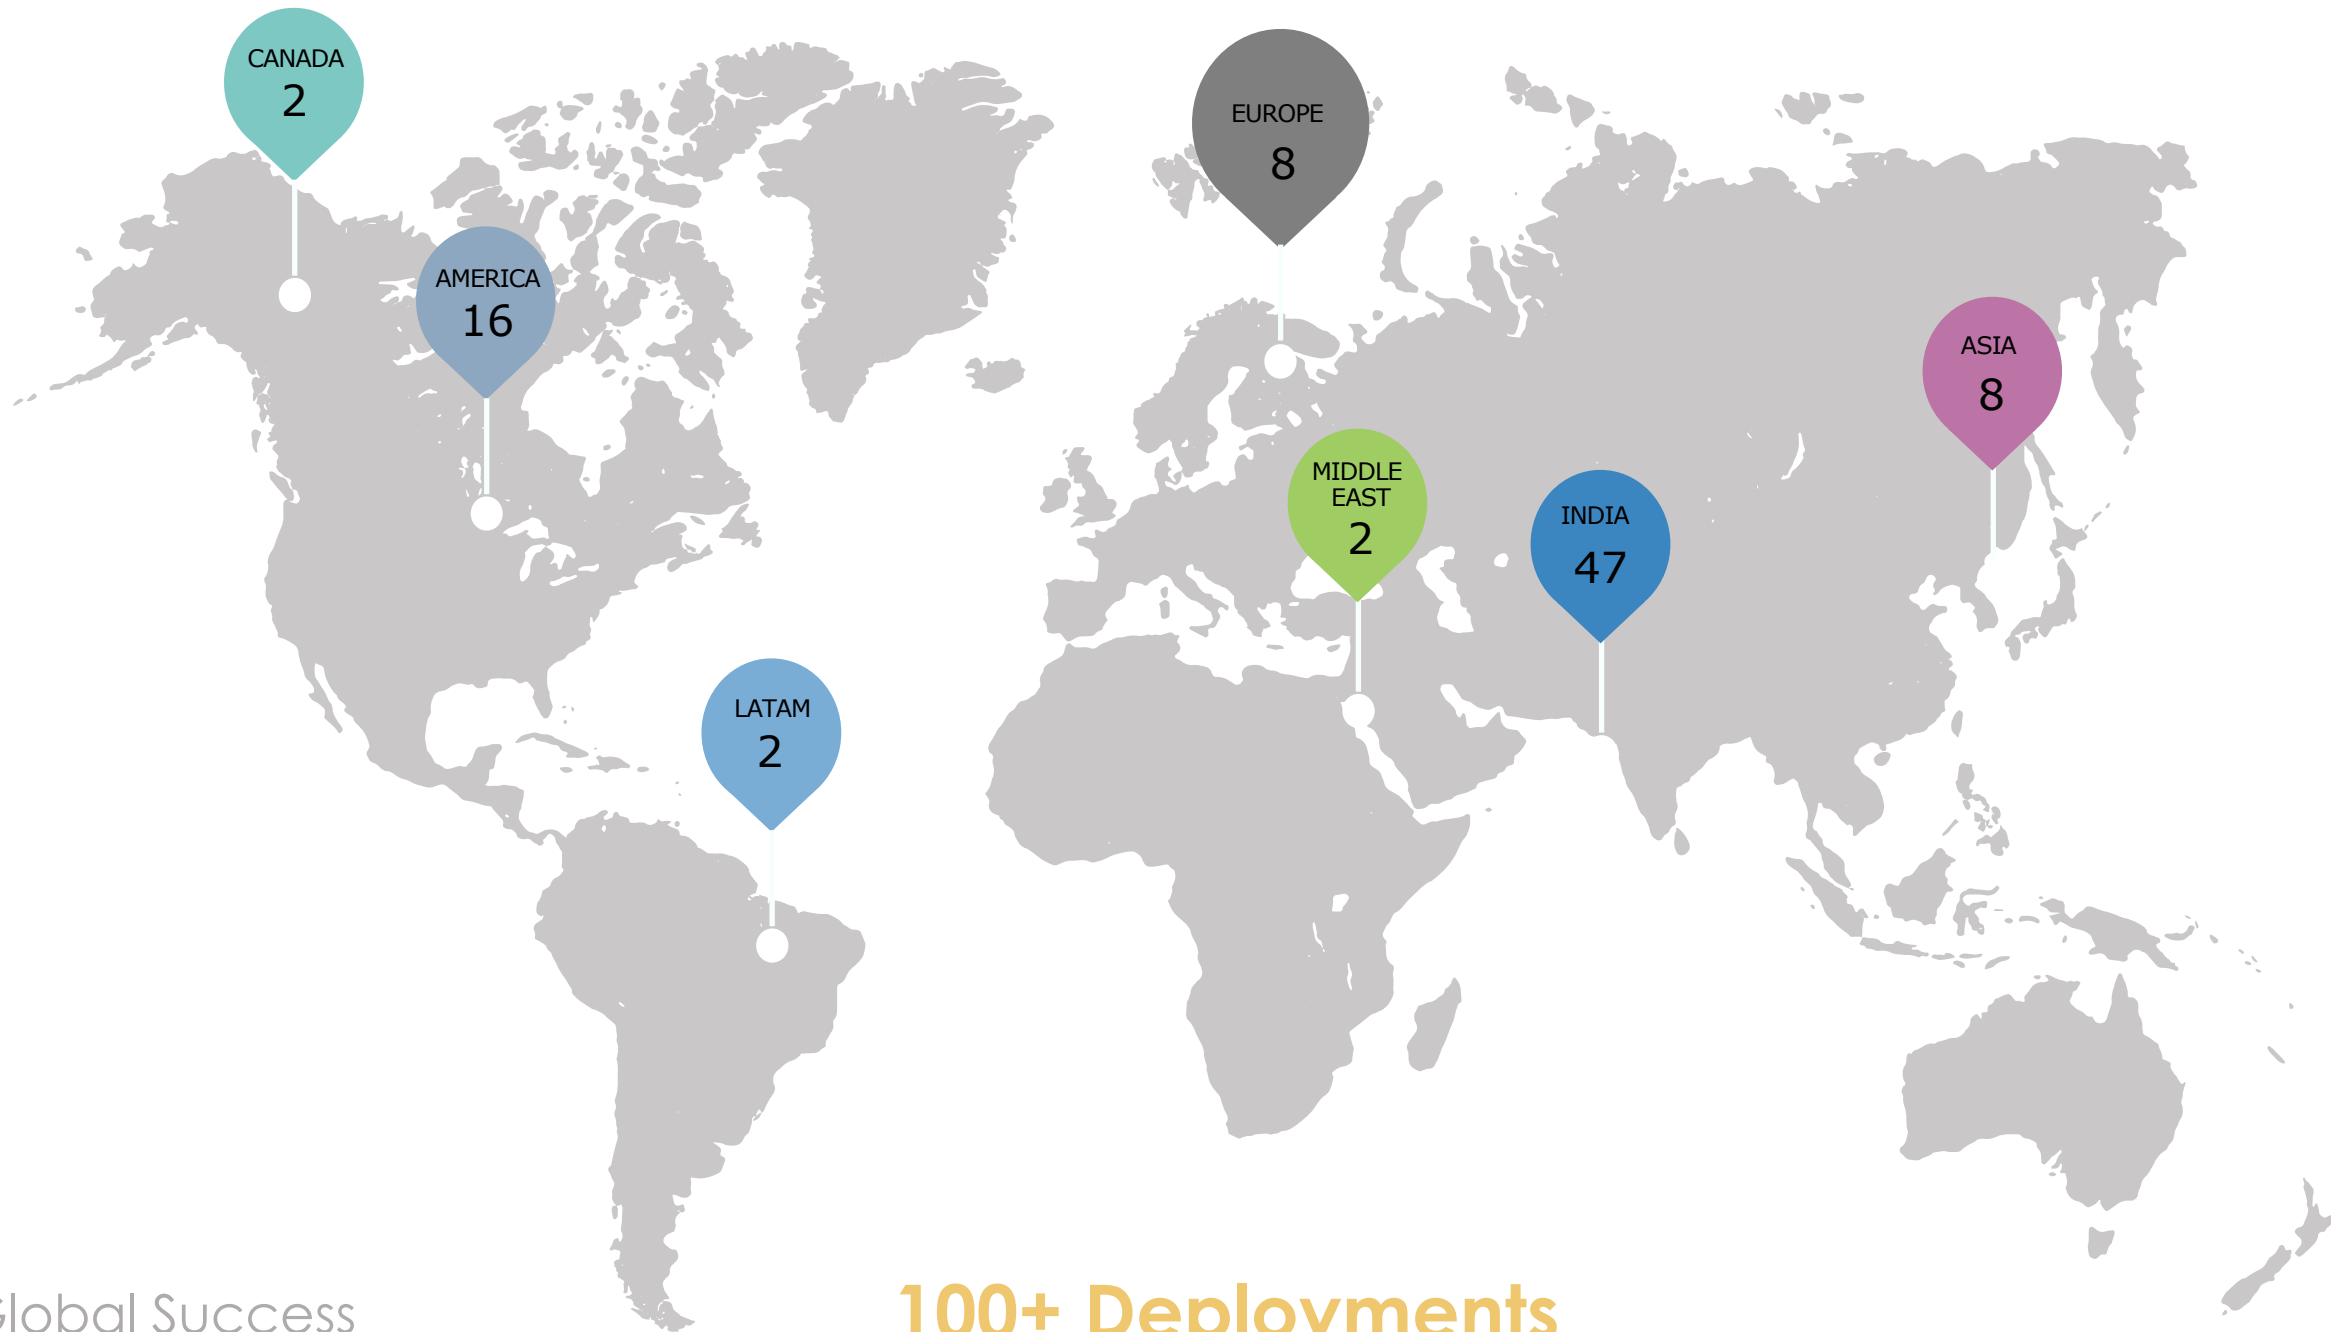 CANADA
2
EUROPE
8
AMERICA
16
ASIA
8
MIDDLE
EAST
2
INDIA
47
LATAM
2
Global Success
100+ Deployments